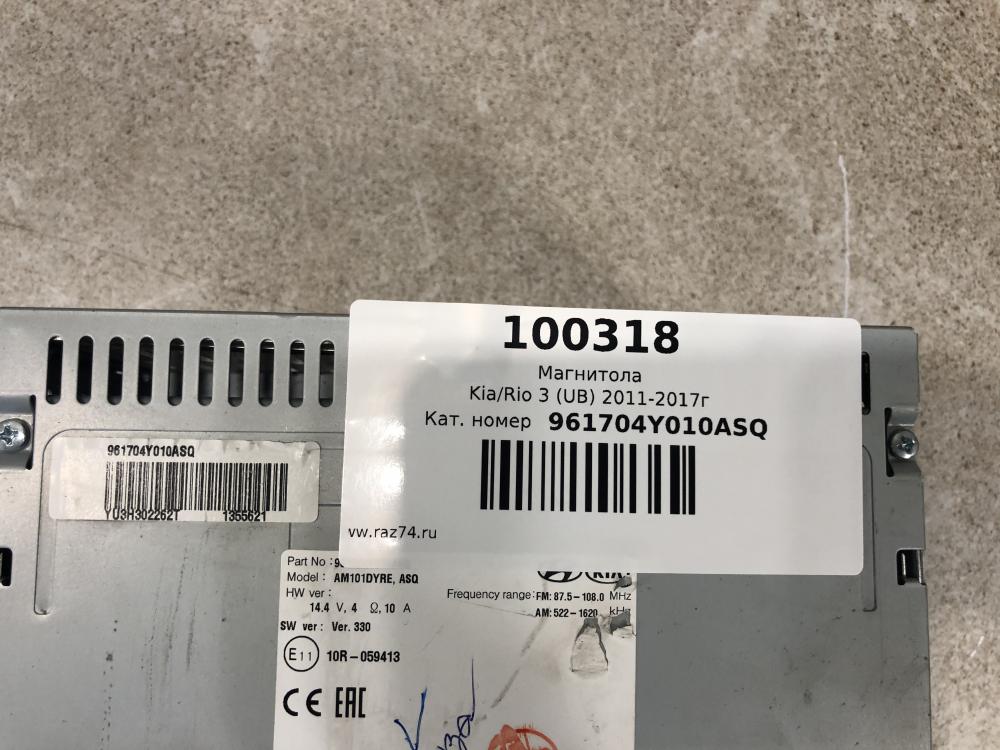 100318
Магнитола
Kia/Rio 3 (UB) 2011-2017г
Кат. номер 961704Y010ASQ
vw.raz74.ru
961704Y010ASQ
YU3H302262T 1355621
Part No :
Model : AM101DYRE, ASQ
HW ver :
14.4 V, 4 Ω, 10 A
SW ver : Ver. 330
E11 10R-059413
CE EAC
KIA
Frequency range: FM: 87.5-108.0 MHz
AM: 522-1620 kHz